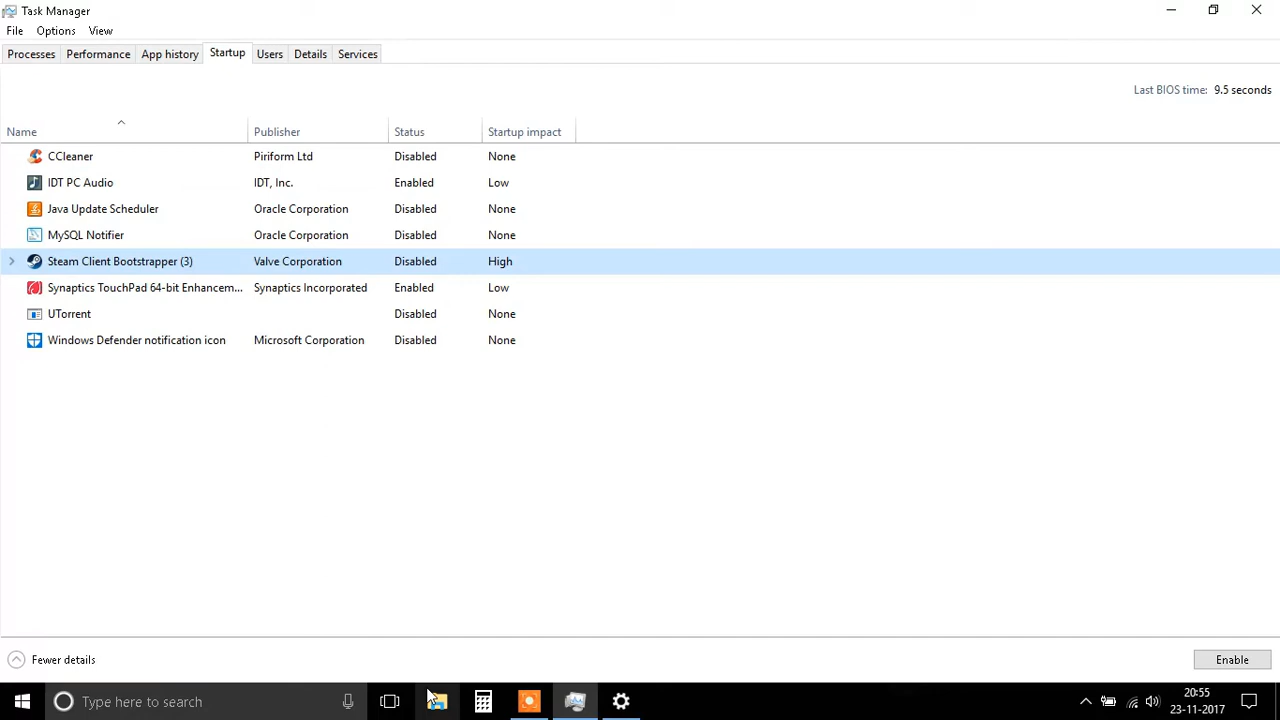 Task Manager
File Options View
Processes Performance App history Startup Users Details Services
Last BIOS time: 9.5 seconds
Name Publisher Status Startup impact
CCleaner Piriform Ltd Disabled None
IDT PC Audio IDT, Inc. Enabled Low
Java Update Scheduler Oracle Corporation Disabled None
MySQL Notifier Oracle Corporation Disabled None
Steam Client Bootstrapper (3) Valve Corporation Disabled High
Synaptics TouchPad 64-bit Enhancem... Synaptics Incorporated Enabled Low
UTorrent Disabled None
Windows Defender notification icon Microsoft Corporation Disabled None
Fewer details Enable
Type here to search 20:55
23-11-2017